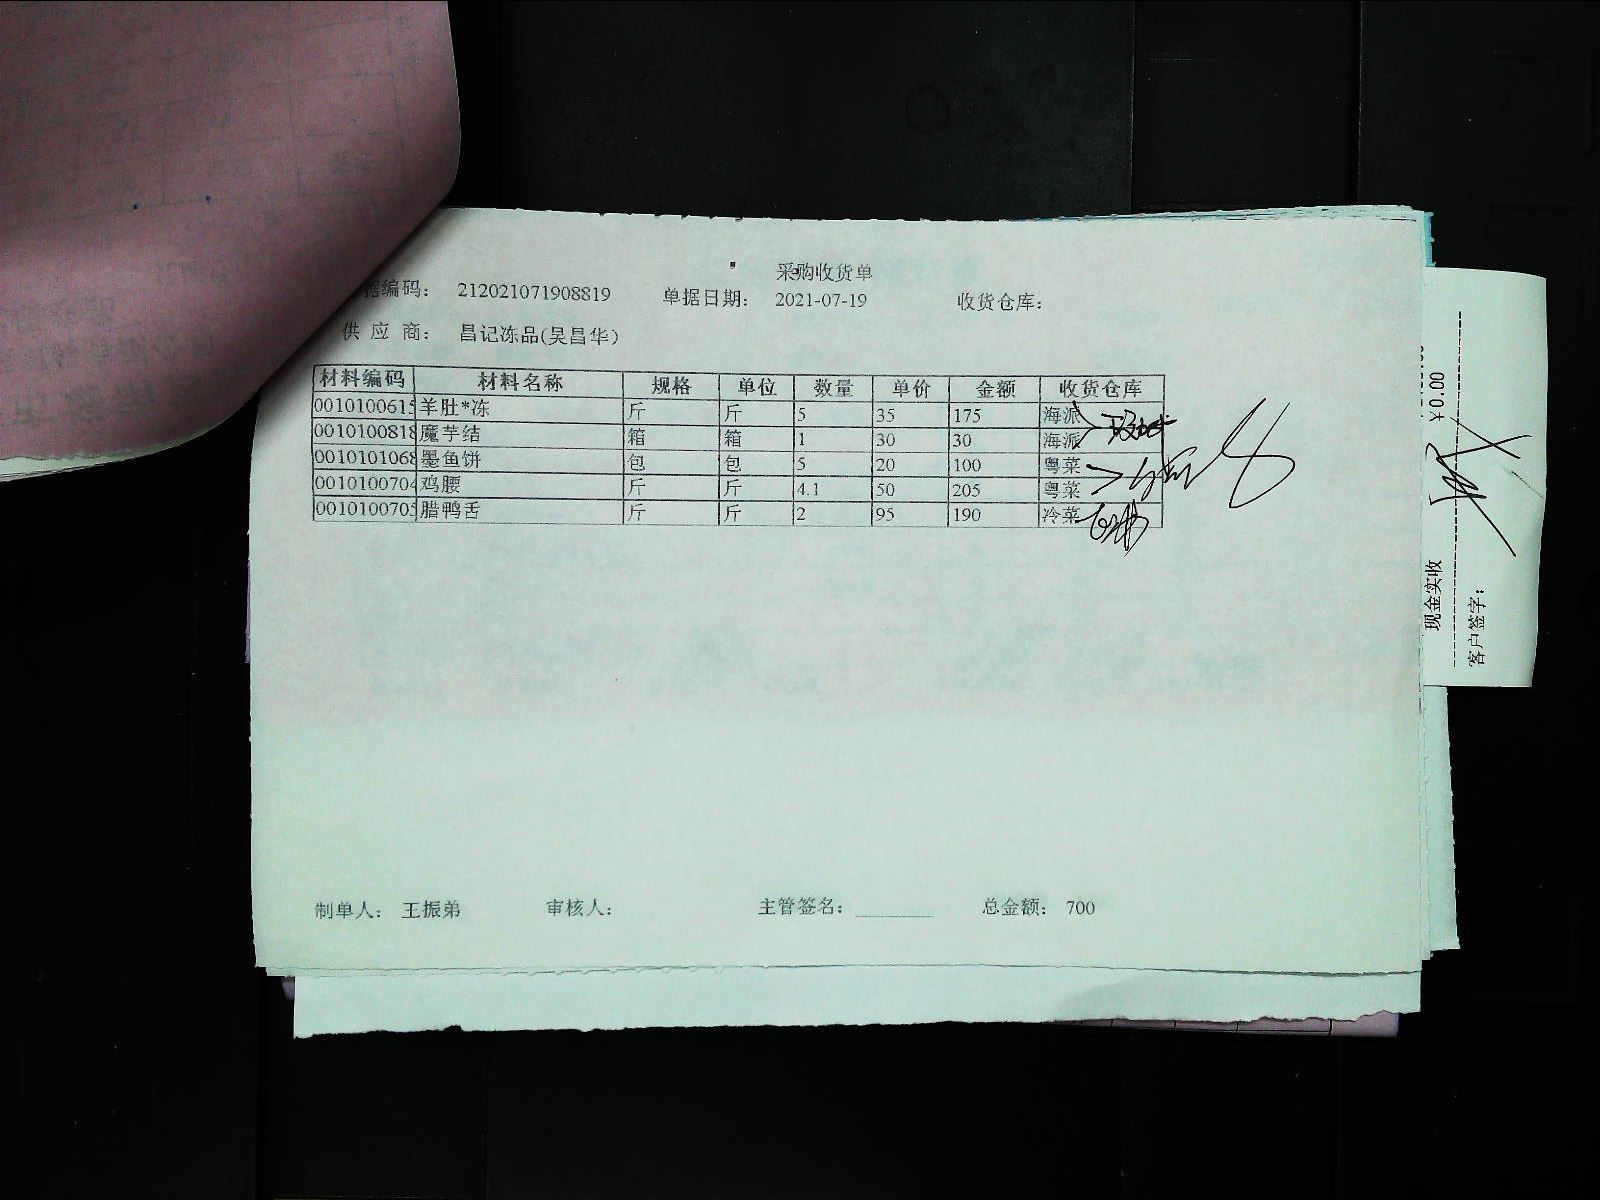 采购收货单
据编码： 212021071908819 单据日期： 2021-07-19 收货仓库：
供 应 商： 昌记冻品(吴昌华)
材料编码 材料名称 规格 单位 数量 单价 金额 收货仓库
0010100615 羊肚*冻 斤 斤 5 35 175 海派
0010100818 魔芋结 箱 箱 1 30 30 海派
0010101068 墨鱼饼 包 包 5 20 100 粤菜
0010100704 鸡腰 斤 斤 4.1 50 205 粤菜
0010100705 腊鸭舌 斤 斤 2 95 190 冷菜
制单人： 王振弟 审核人： 主管签名： 总金额： 700
现金实收 ¥0.00
客户签字：